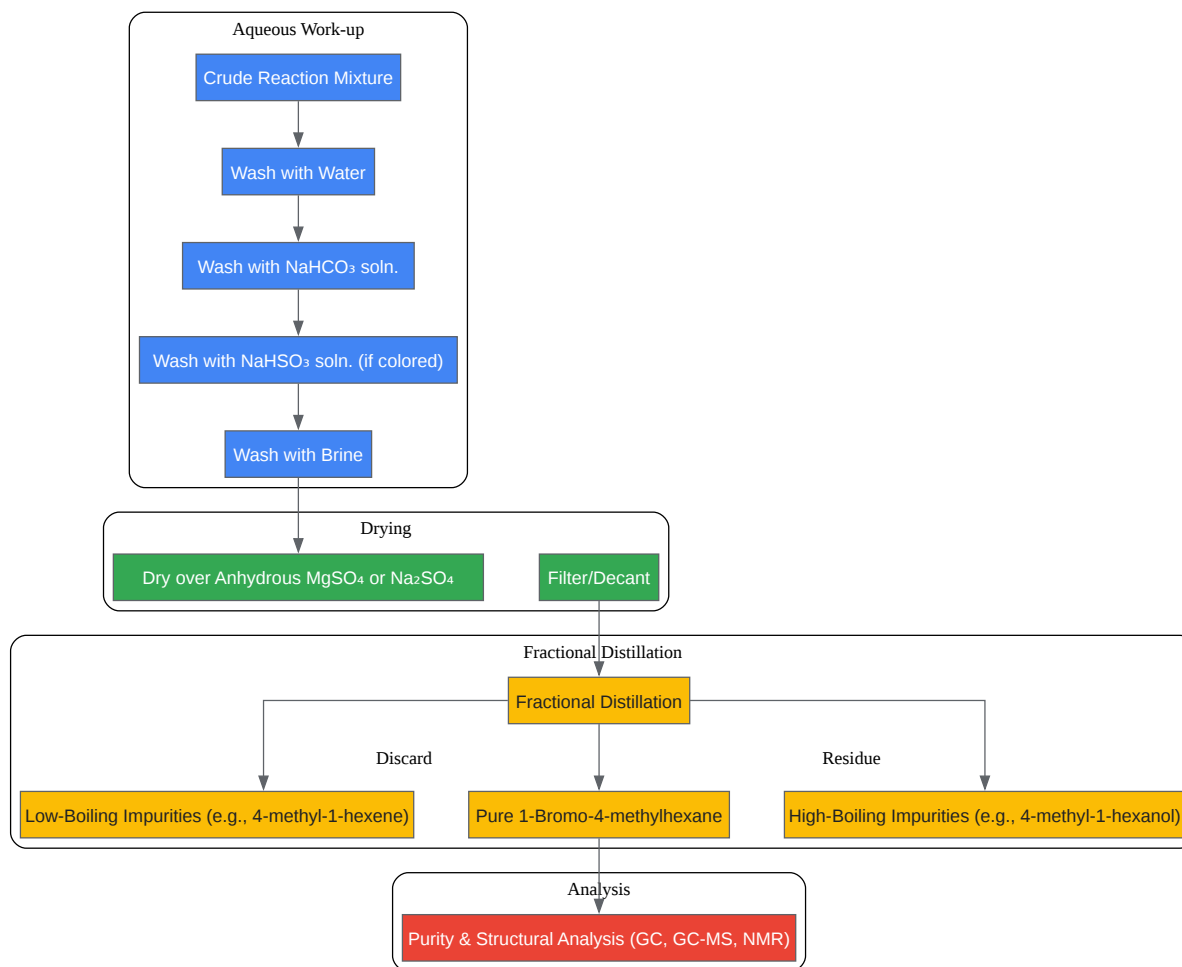 Aqueous Work-up
Crude Reaction Mixture
Wash with Water
Wash with NaHCO₃ soln.
Wash with NaHSO₃ soln. (if colored)
Wash with Brine
Drying
Dry over Anhydrous MgSO₄ or Na₂SO₄
Filter/Decant
Fractional Distillation
Fractional Distillation
Discard
Residue
Low-Boiling Impurities (e.g., 4-methyl-1-hexene)
Pure 1-Bromo-4-methylhexane
High-Boiling Impurities (e.g., 4-methyl-1-hexanol)
Analysis
Purity & Structural Analysis (GC, GC-MS, NMR)